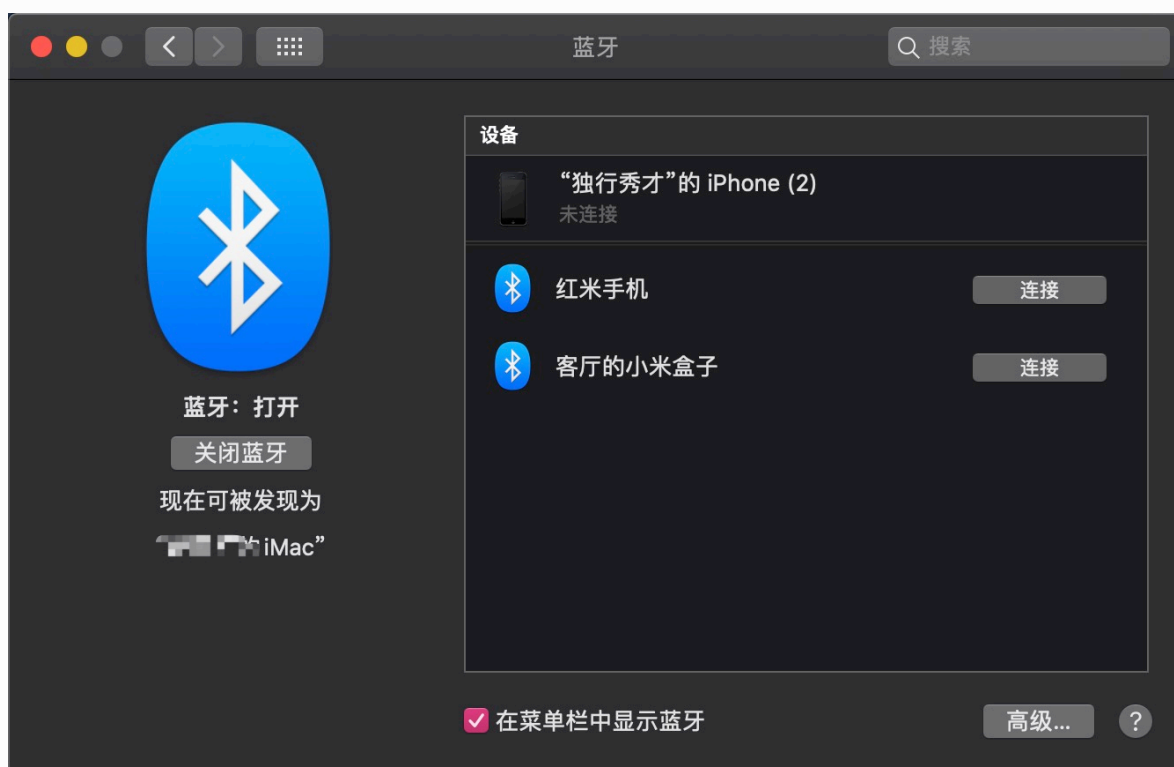 蓝牙
搜索
设备
“独行秀才”的 iPhone (2)
未连接
红米手机
连接
客厅的小米盒子
连接
蓝牙：打开
关闭蓝牙
现在可被发现为
iMac”
在菜单栏中显示蓝牙
高级...
?